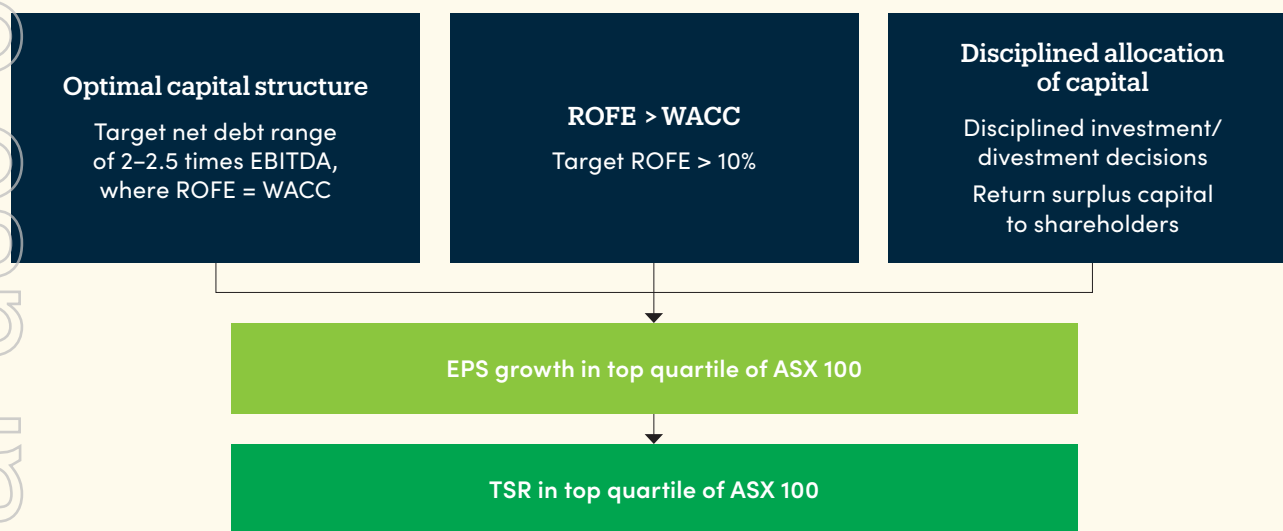 Optimal capital structure
Target net debt range
of 2–2.5 times EBITDA,
where ROFE = WACC
ROFE > WACC
Target ROFE > 10%
Disciplined allocation
of capital
Disciplined investment/
divestment decisions
Return surplus capital
to shareholders
EPS growth in top quartile of ASX 100
TSR in top quartile of ASX 100